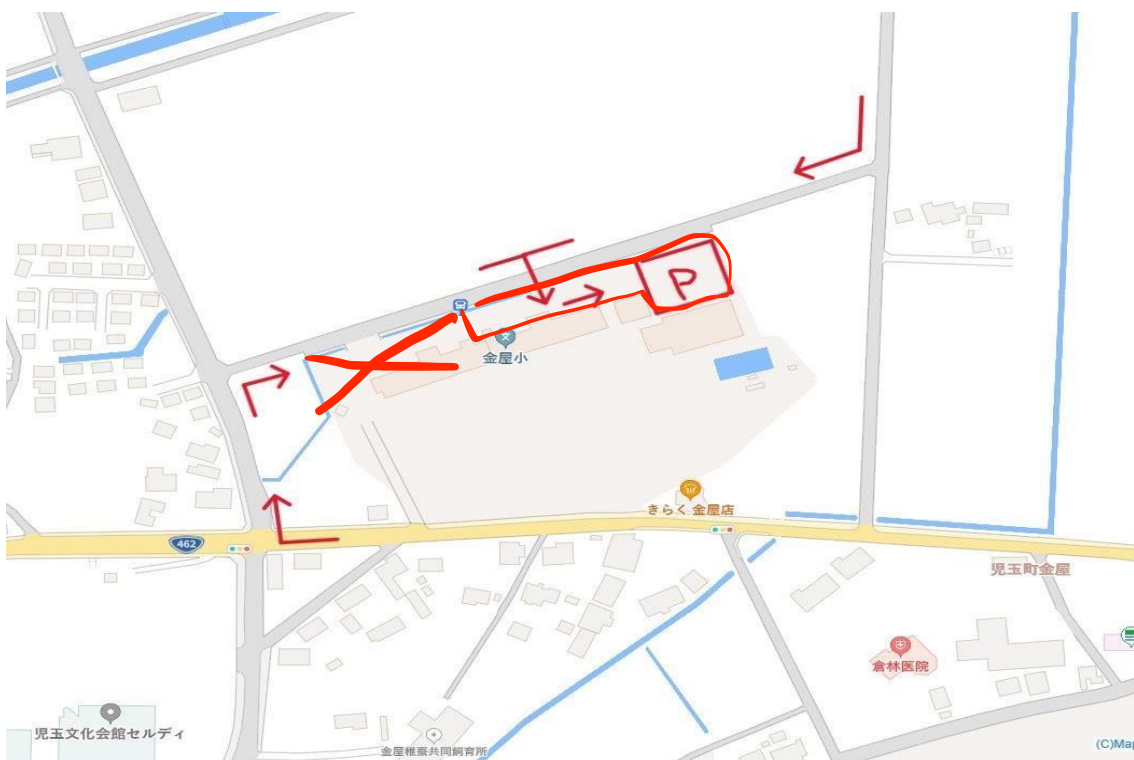 P
金屋小
きらく 金屋店
462
児玉町金屋
倉林医院
児玉文化会館セルディ
金屋稚蚕共同飼育所
(C)Map